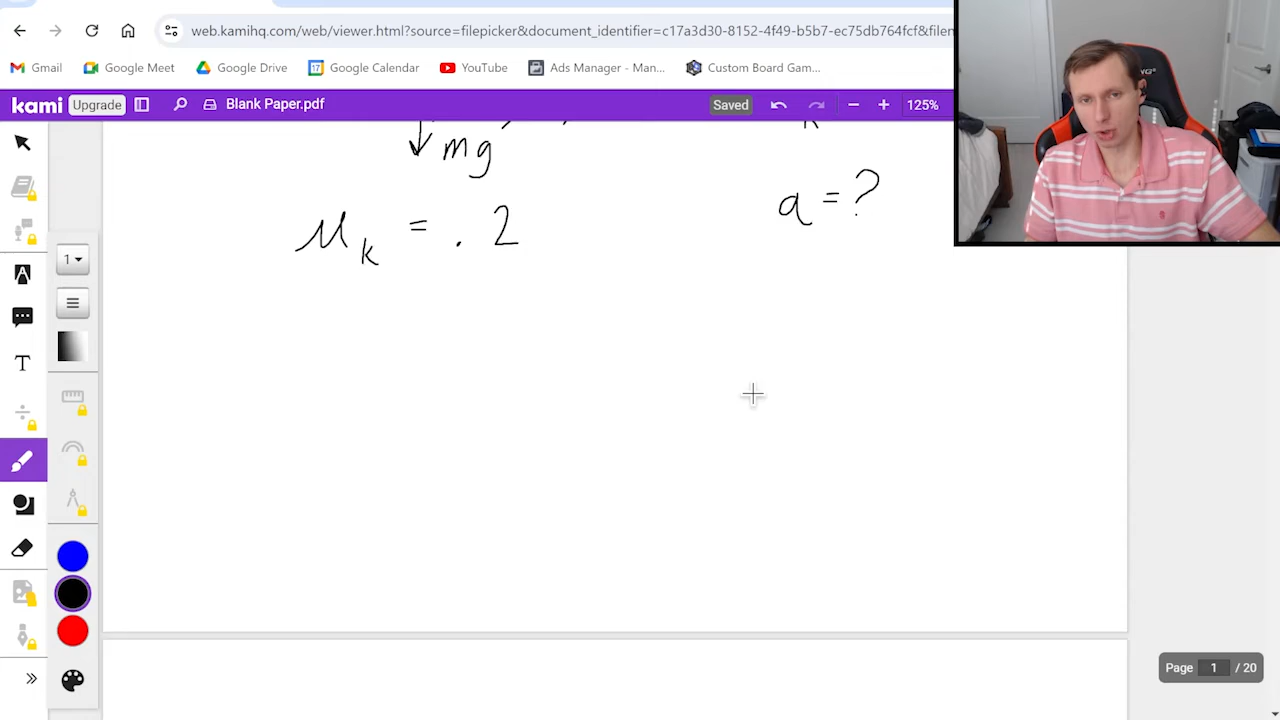 web.kamihq.com/web/viewer.html?source=filepicker&document_identifier=c17a3d30-8152-4f49-b5b7-ec75db764fcf&filen
Gmail Google Meet Google Drive 17 Google Calendar YouTube Ads Manager - Man... Custom Board Gam...
kami Upgrade Blank Paper.pdf Saved 125%
mg
k
a = ?
μk = .2
1
T
Page 1 / 20